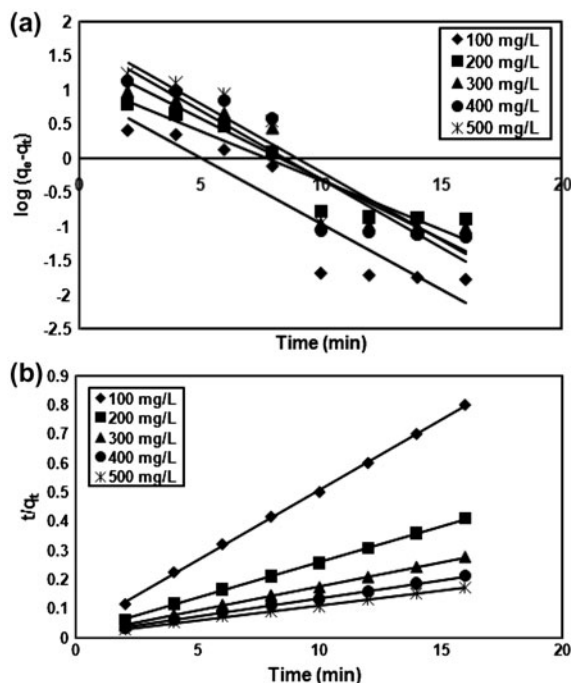 (a)
log (qe-qt)
2
1.5
1
0.5
0
-0.5
-1
-1.5
-2
-2.5
0
5
10
15
20
100 mg/L
200 mg/L
300 mg/L
400 mg/L
500 mg/L
Time (min)
(b)
t/qt
0.9
0.8
0.7
0.6
0.5
0.4
0.3
0.2
0.1
0
100 mg/L
200 mg/L
300 mg/L
400 mg/L
500 mg/L
0
5
10
15
20
Time (min)